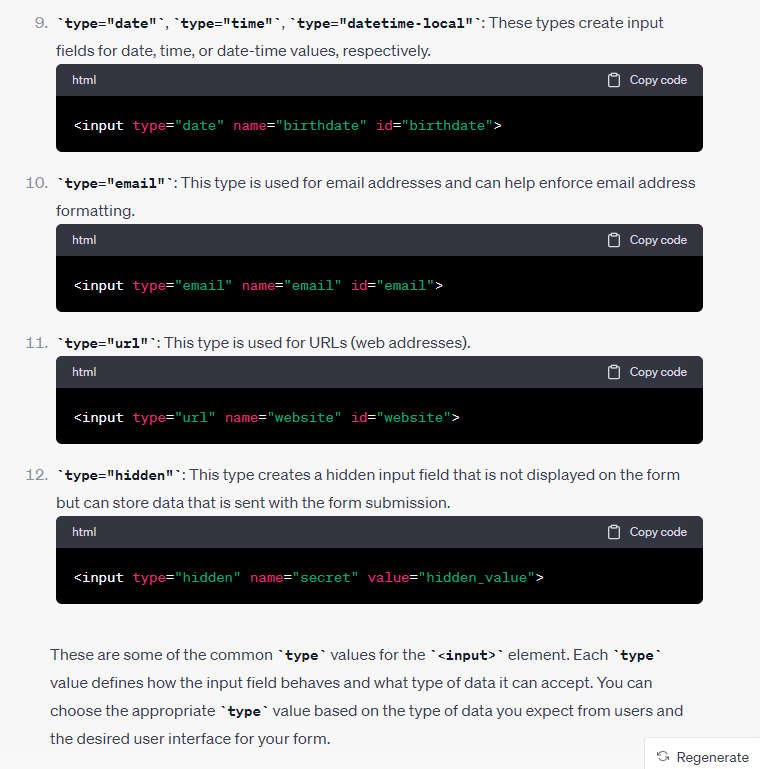 9. `type="date"`, `type="time"`, `type="datetime-local"`: These types create input
fields for date, time, or date-time values, respectively.
html Copy code
<input type="date" name="birthdate" id="birthdate">
10. `type="email"`: This type is used for email addresses and can help enforce email address
formatting.
html Copy code
<input type="email" name="email" id="email">
11. `type="url"`: This type is used for URLs (web addresses).
html Copy code
<input type="url" name="website" id="website">
12. `type="hidden"`: This type creates a hidden input field that is not displayed on the form
but can store data that is sent with the form submission.
html Copy code
<input type="hidden" name="secret" value="hidden_value">
These are some of the common `type` values for the `<input>` element. Each `type`
value defines how the input field behaves and what type of data it can accept. You can
choose the appropriate `type` value based on the type of data you expect from users and
the desired user interface for your form.
Regenerate